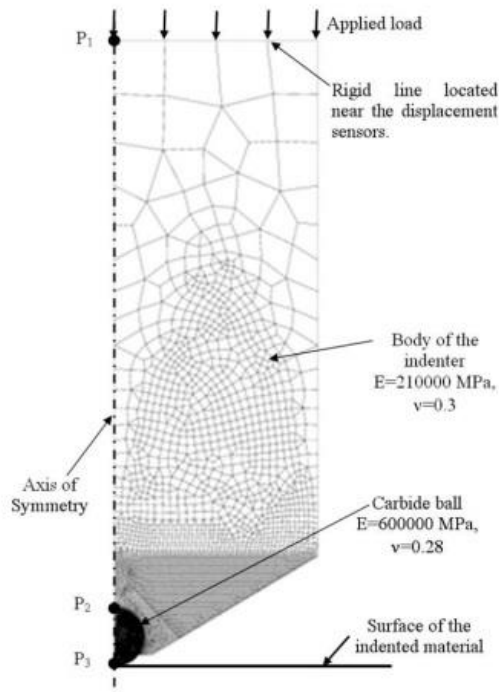 P1
Applied load
Rigid line located
near the displacement
sensors.
Body of the
indenter
E=210000 MPa,
ν=0.3
Axis of
Symmetry
Carbide ball
E=600000 MPa,
ν=0.28
P2
Surface of the
indented material
P3